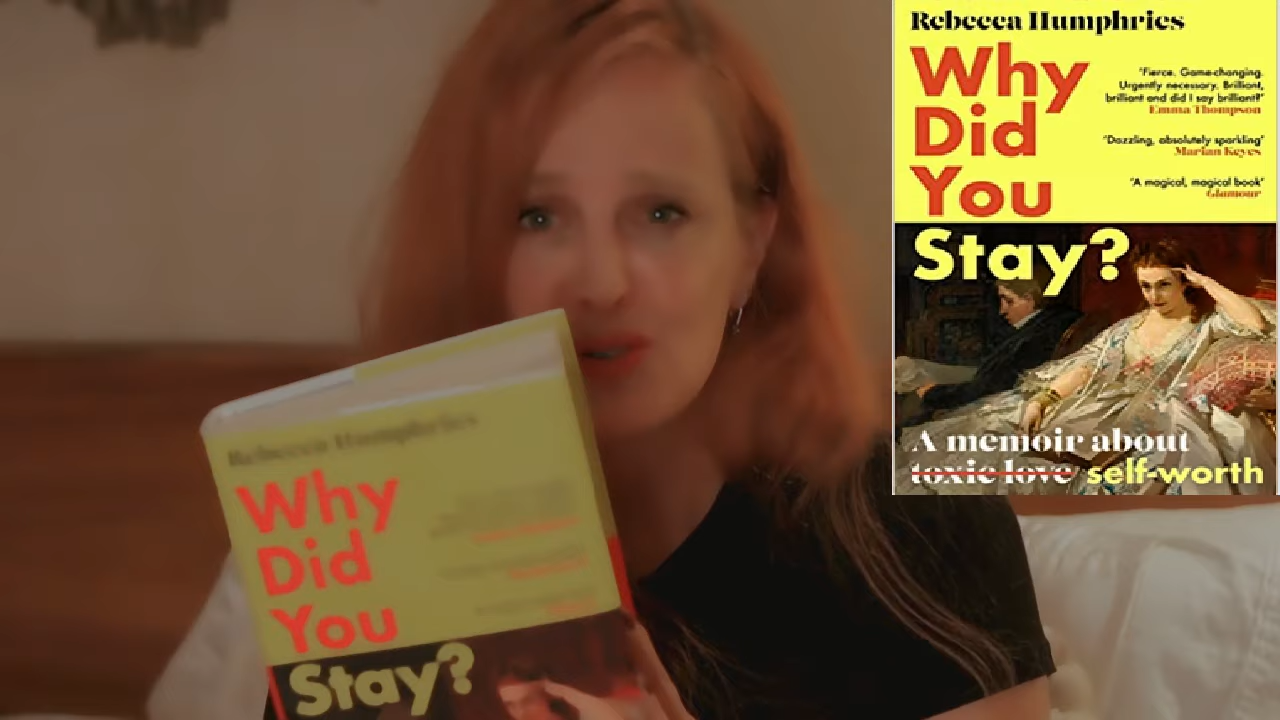 Rebecca Humphries
Why
Did
You
Stay?
Rebecca Humphries
Why
Did
You
Stay?
"Fierce. Game-changing.
Urgently necessary. Brilliant,
brilliant and did I say brilliant?"
Emma Thompson
"Dazzling, absolutely sparkling"
Marian Keyes
"A magical, magical book"
Glamour
A memoir about
toxic love self-worth